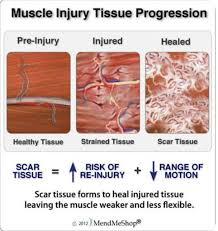 Muscle Injury Tissue Progression
Pre-Injury Injured Healed
Healthy Tissue Strained Tissue Scar Tissue
SCAR TISSUE = ↑ RISK OF RE-INJURY + ↓ RANGE OF MOTION
Scar tissue forms to heal injured tissue
leaving the muscle weaker and less flexible.
© 2012 MendMeShop®